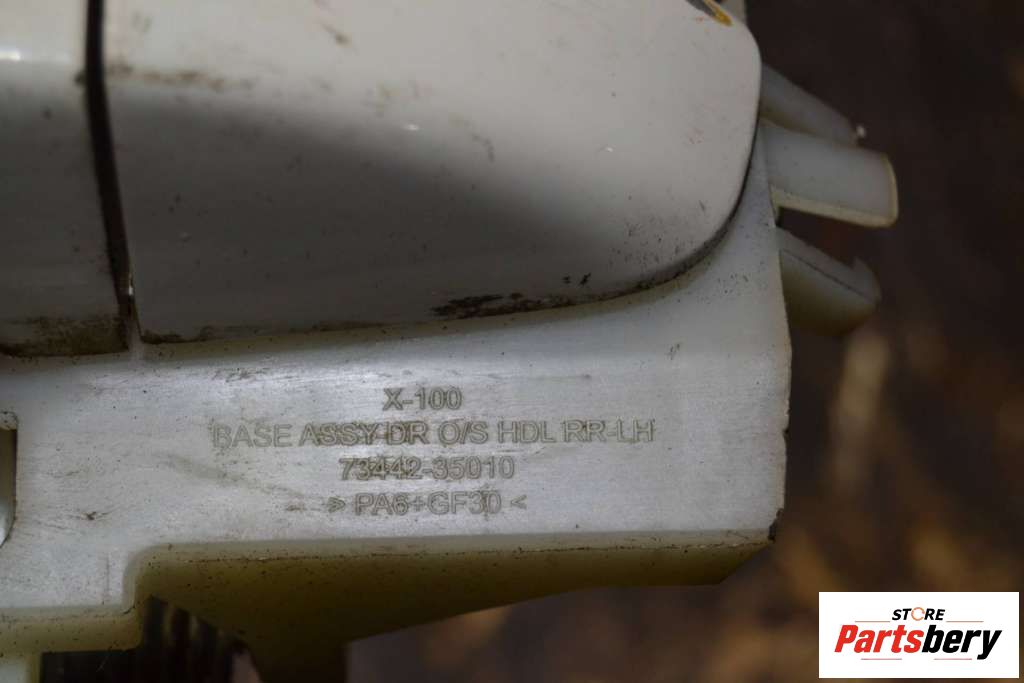 X-100
BASE ASSY-DR O/S HDL RR-LH
73442-35010
> PA6+GF30 <
STORE
Partsbery